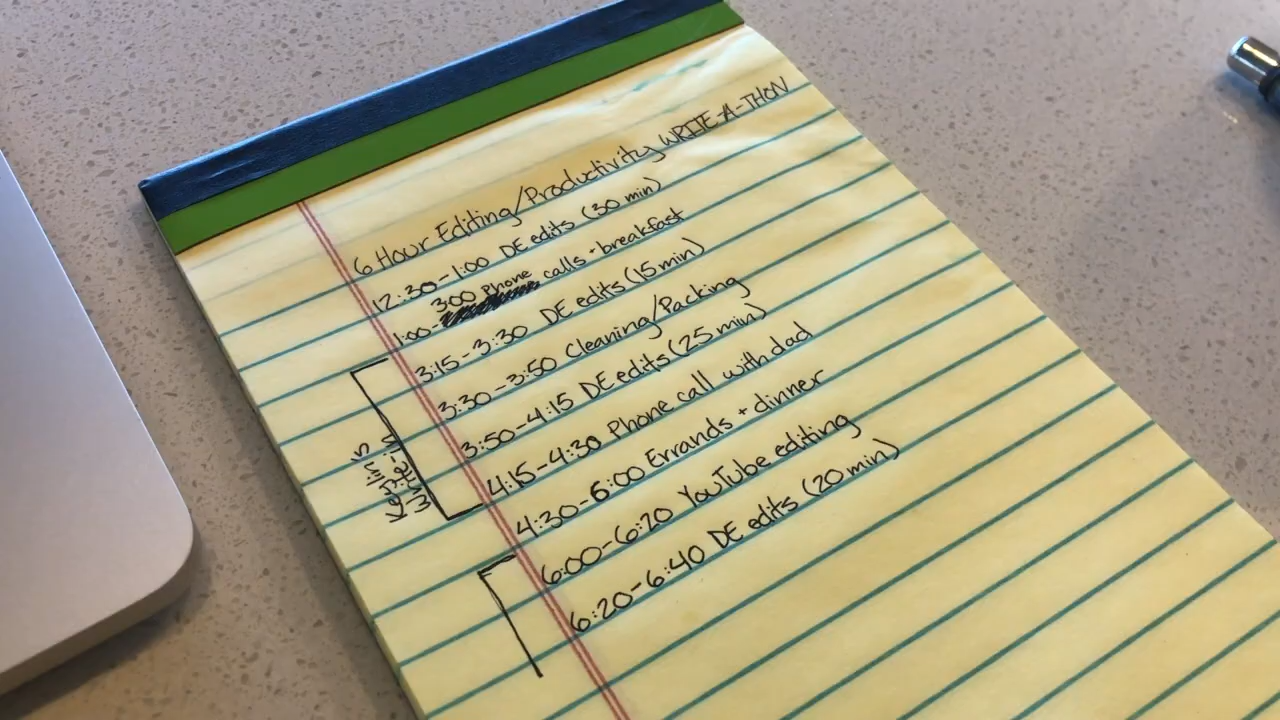 6 Hour Editing/Productivity WRITE-A-THON
12:30-1:00 DE edits (30 min)
1:00-3:00 phone calls + breakfast
3:15-3:30 DE edits (15 min)
3:30-3:50 Cleaning/Packing
3:50-4:15 DE edits (25 min)
4:15-4:30 Phone call with dad
4:30-6:00 Errands + dinner
6:00-6:20 YouTube editing
6:20-6:40 DE edits (20 min)
Write-in